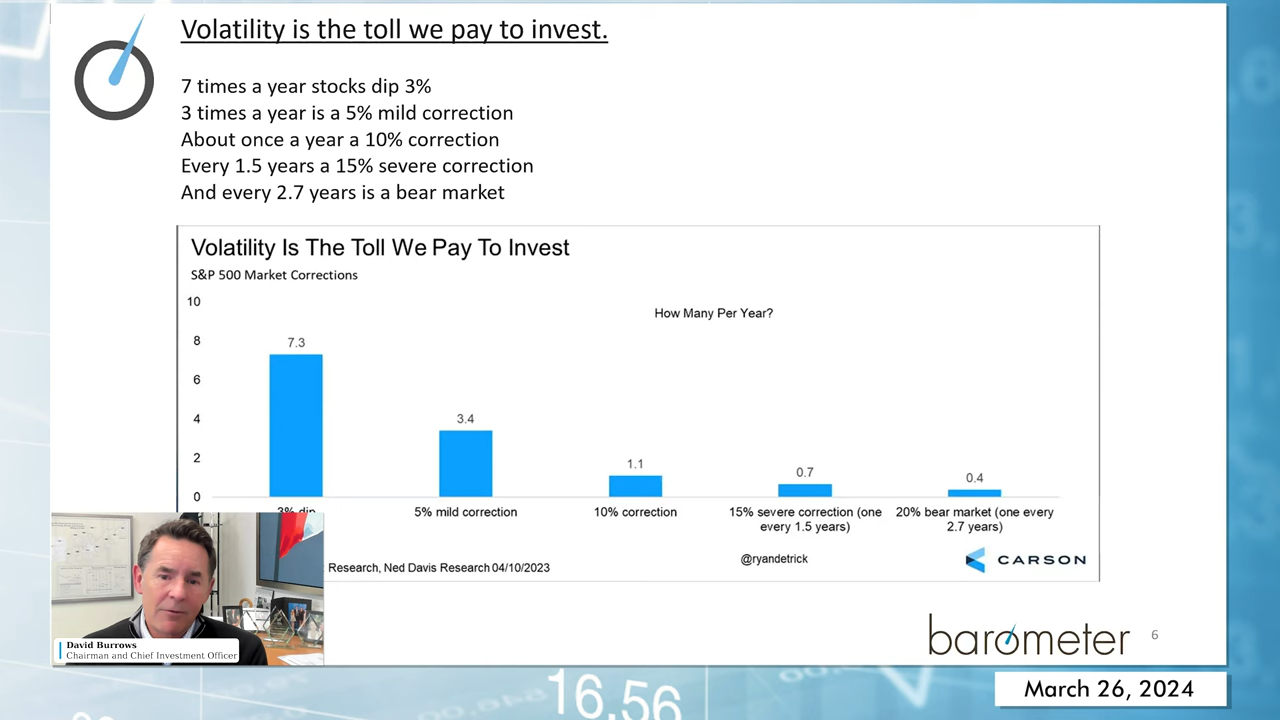 Volatility is the toll we pay to invest.
7 times a year stocks dip 3%
3 times a year is a 5% mild correction
About once a year a 10% correction
Every 1.5 years a 15% severe correction
And every 2.7 years is a bear market
Volatility Is The Toll We Pay To Invest
S&P 500 Market Corrections
How Many Per Year?
10
8
6
4
2
0
7.3
3.4
1.1
0.7
0.4
3% dip
5% mild correction
10% correction
15% severe correction (one
every 1.5 years)
20% bear market (one every
2.7 years)
Research, Ned Davis Research 04/10/2023
@ryandetrick
CARSON
David Burrows
Chairman and Chief Investment Officer
barometer
6
March 26, 2024
16.56